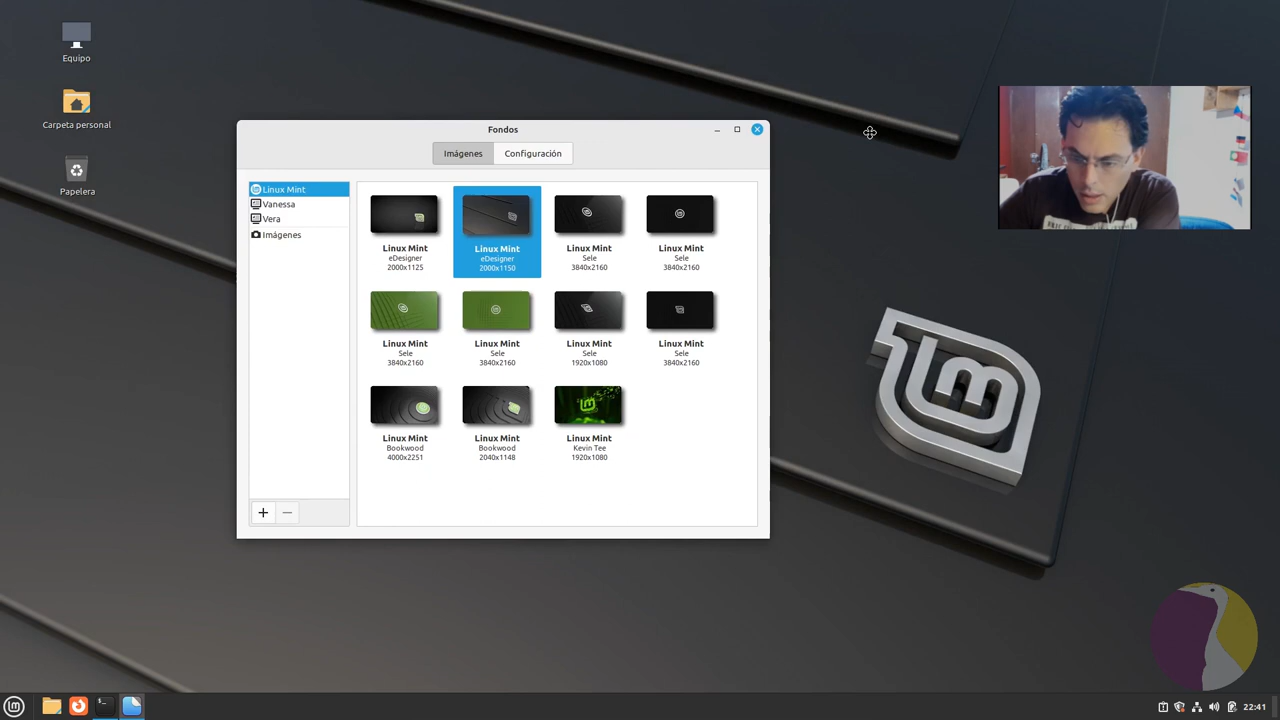 Equipo
Carpeta personal
Papelera
Fondos
Imágenes
Configuración
Linux Mint
Vanessa
Vera
Imágenes
Linux Mint
eDesigner
2000x1125
Linux Mint
eDesigner
2000x1150
Linux Mint
Sele
3840x2160
Linux Mint
Sele
3840x2160
Linux Mint
Sele
3840x2160
Linux Mint
Sele
3840x2160
Linux Mint
Sele
1920x1080
Linux Mint
Sele
3840x2160
Linux Mint
Bookwood
4000x2251
Linux Mint
Bookwood
2040x1148
Linux Mint
Kevin Tee
1920x1080
22:41